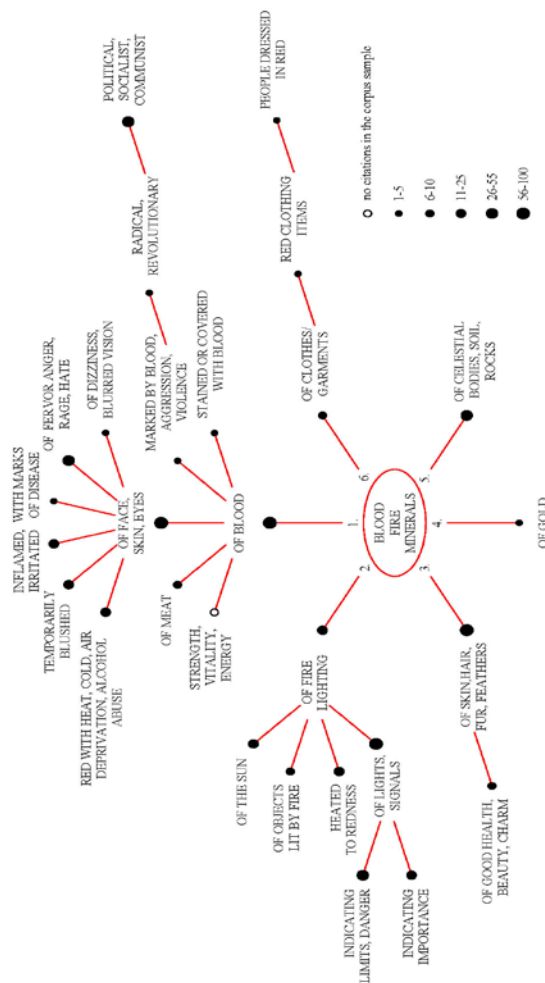 POLITICAL,
SOCIALIST,
COMMUNIST
RADICAL,
REVOLUTIONARY
PEOPLE DRESSED
IN RED
RED CLOTHING
ITEMS
no citations in the corpus sample
1-5
6-10
11-25
26-55
56-100
OF FERVOR ANGER,
RAGE, HATE
OF DIZZINESS,
BLURRED VISION
WITH MARKS
OF DISEASE
INFLAMED,
IRRITATED
TEMPORARILY
BLUSHED
RED WITH HEAT, COLD, AIR
DEPRIVATION, ALCOHOL
ABUSE
OF FACE,
SKIN, EYES
MARKED BY BLOOD,
AGGRESSION,
VIOLENCE
STAINED OR COVERED
WITH BLOOD
OF BLOOD
OF MEAT
STRENGTH,
VITALITY,
ENERGY
OF CLOTHES/
GARMENTS
OF CELESTIAL
BODIES, SOIL,
ROCKS
1.
2.
3.
4.
5.
6.
BLOOD
FIRE
MINERALS
OF GOLD
OF FIRE
LIGHTING
OF THE SUN
OF OBJECTS
LIT BY FIRE
HEATED
TO REDNESS
OF LIGHTS,
SIGNALS
INDICATING
LIMITS, DANGER
INDICATING
IMPORTANCE
OF SKIN,HAIR,
FUR, FEATHERS
OF GOOD HEALTH,
BEAUTY, CHARM